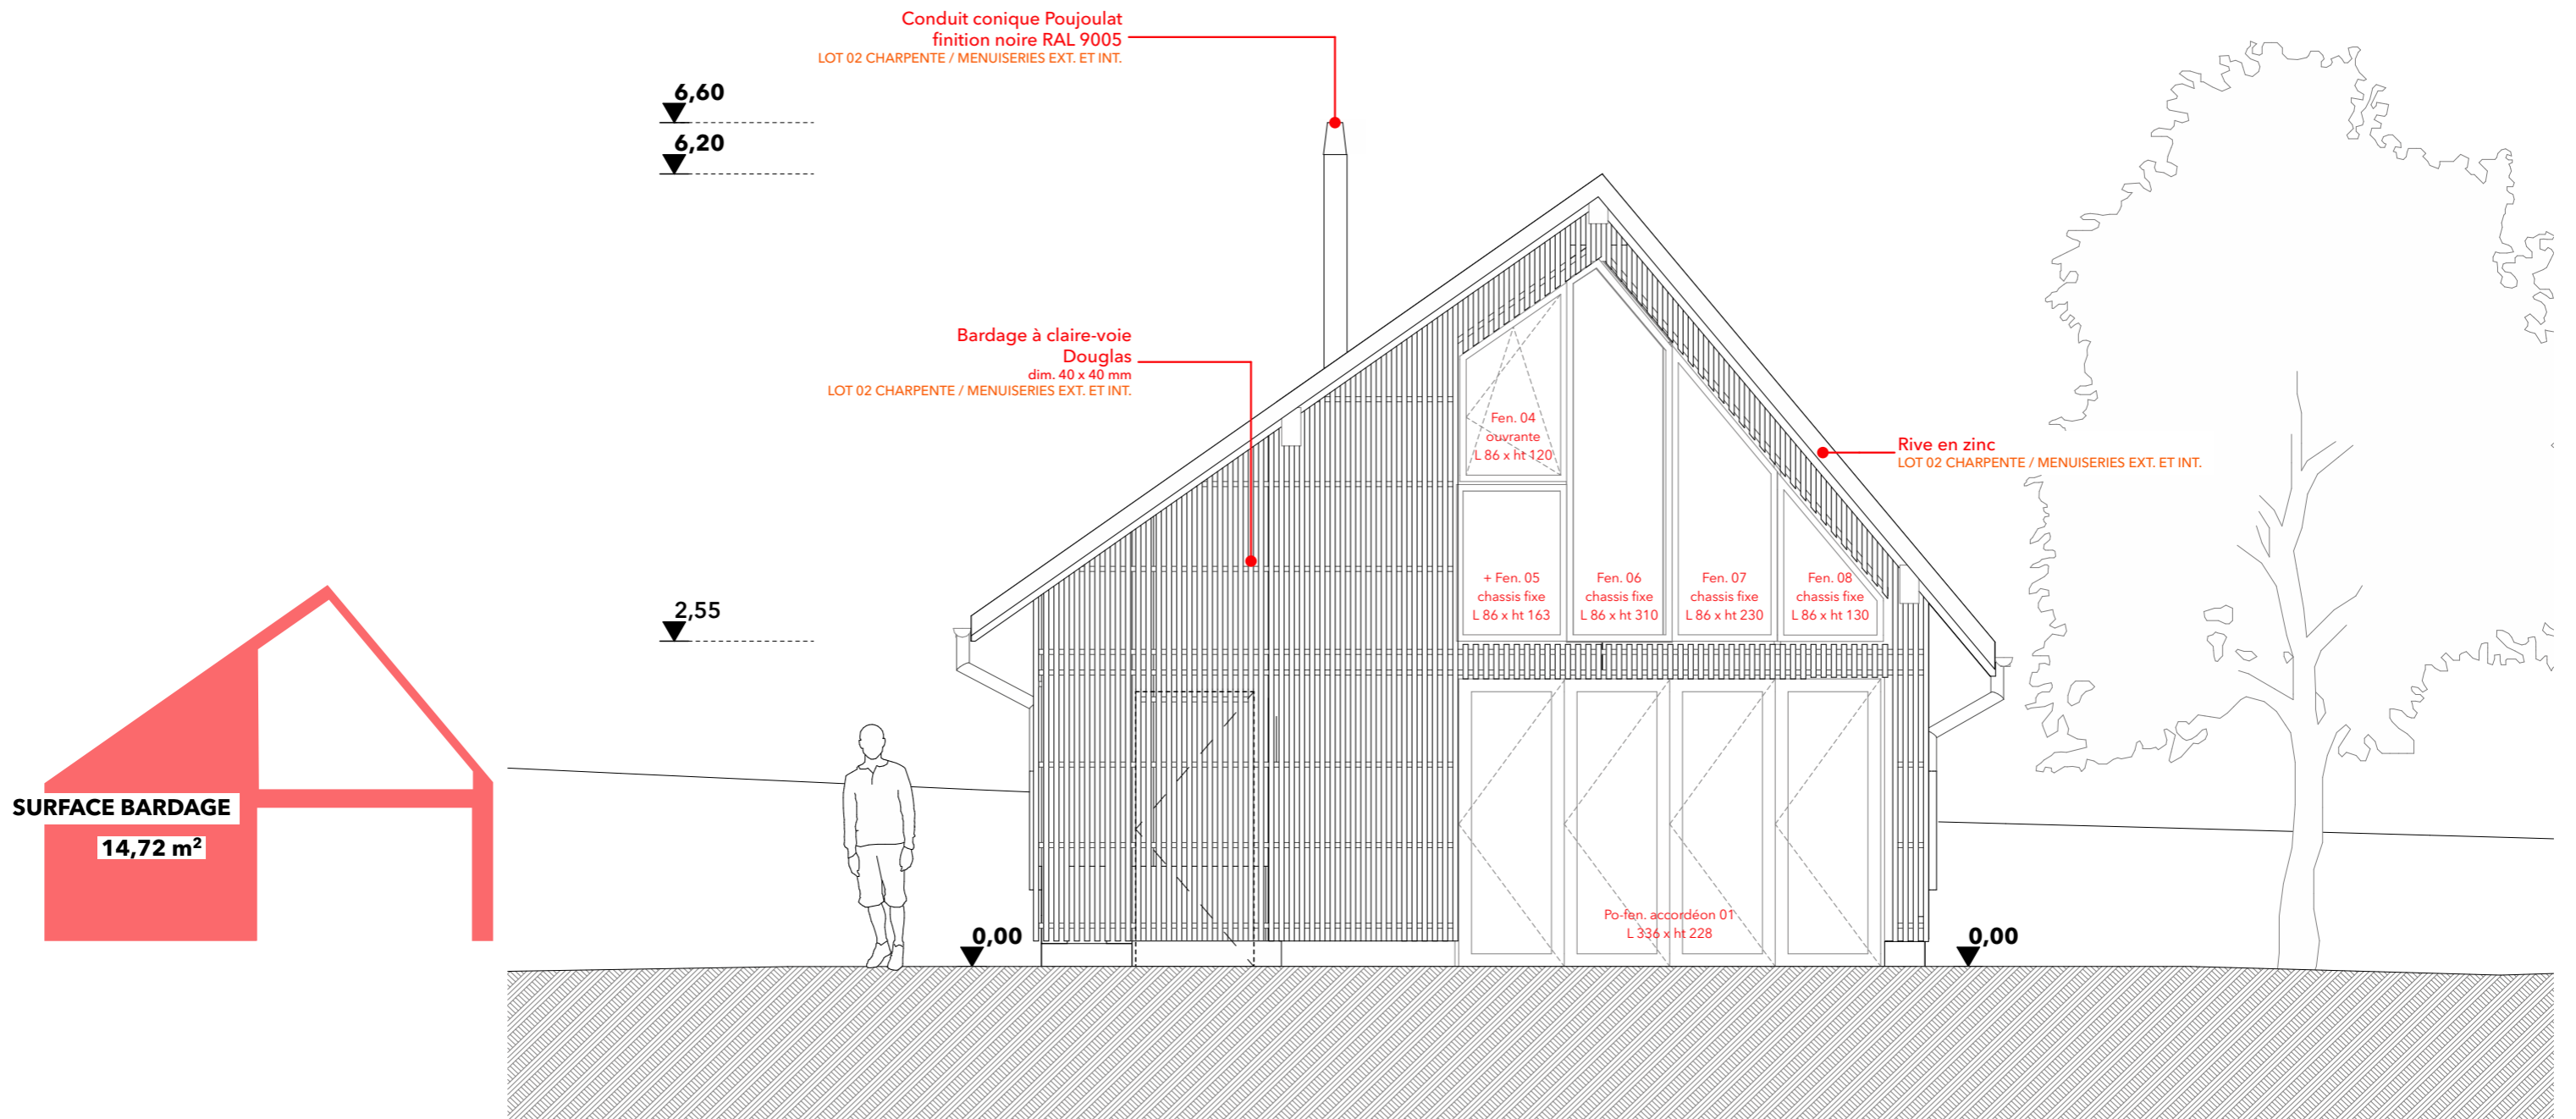 Conduit conique Poujoulat
finition noire RAL 9005
LOT 02 CHARPENTE / MENUISERIES EXT. ET INT.
6,60
6,20
Bardage à claire-voie
Douglas
dim. 40 x 40 mm
LOT 02 CHARPENTE / MENUISERIES EXT. ET INT.
Fen. 04
ouvrante
L 86 x ht 120
Rive en zinc
LOT 02 CHARPENTE / MENUISERIES EXT. ET INT.
2,55
+ Fen. 05
chassis fixe
L 86 x ht 163
Fen. 06
chassis fixe
L 86 x ht 310
Fen. 07
chassis fixe
L 86 x ht 230
Fen. 08
chassis fixe
L 86 x ht 130
SURFACE BARDAGE
14,72 m²
Po-fen. accordéon 01
L 336 x ht 228
0,00
0,00